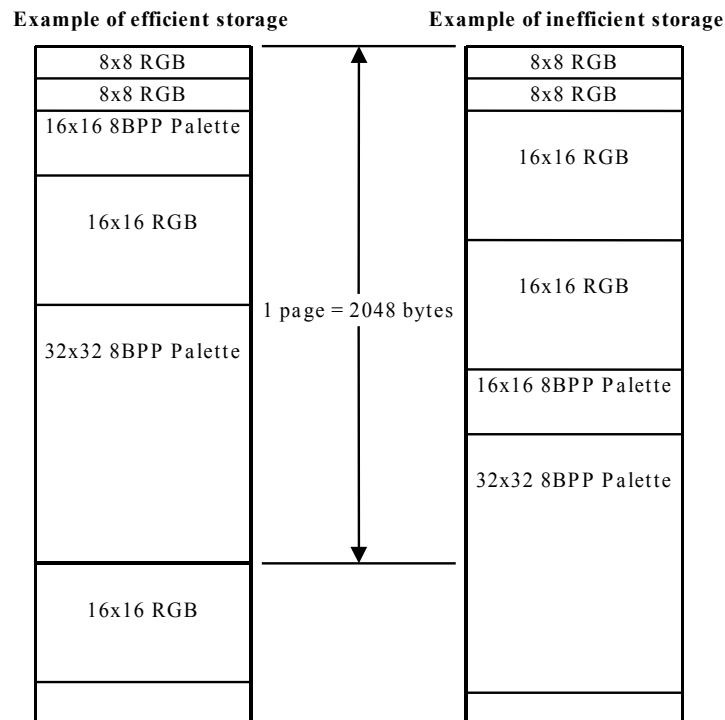 Example of efficient storage
8x8 RGB
8x8 RGB
16x16 8BPP Palette
16x16 RGB
32x32 8BPP Palette
16x16 RGB
1 page = 2048 bytes
Example of inefficient storage
8x8 RGB
8x8 RGB
16x16 RGB
16x16 RGB
16x16 8BPP Palette
32x32 8BPP Palette